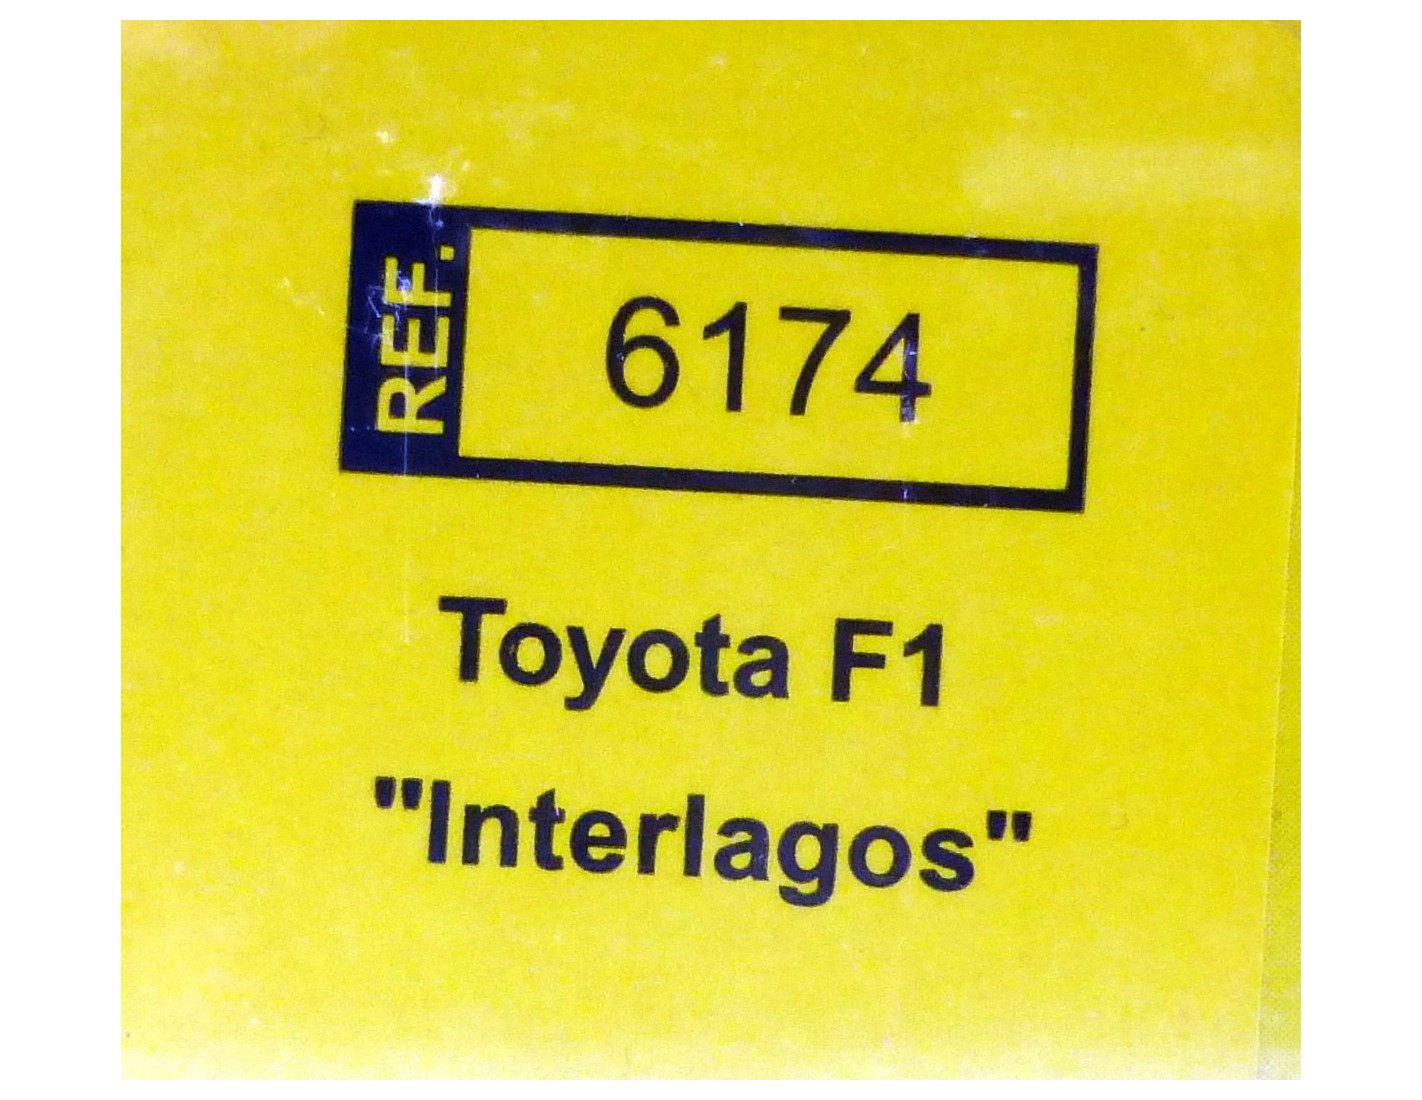 REF. 6174
Toyota F1
"Interlagos"